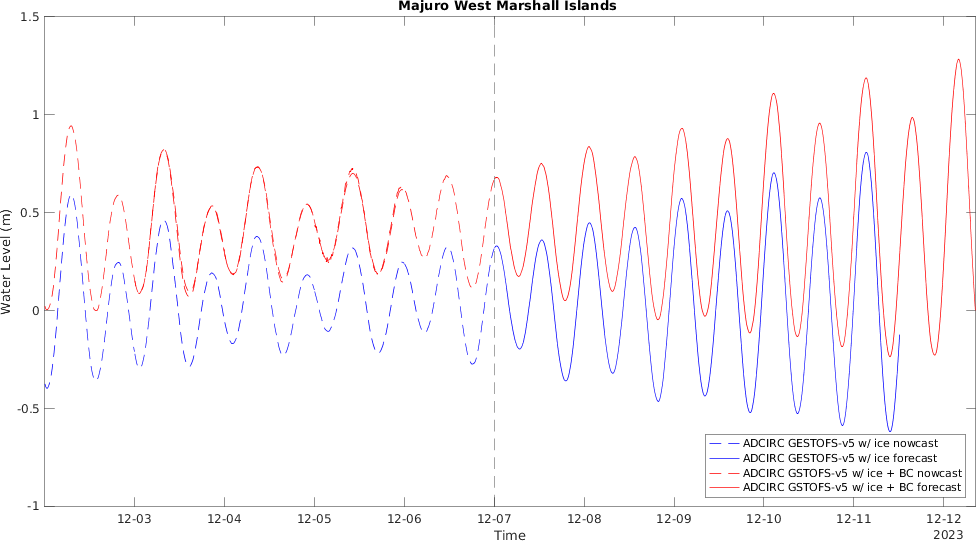 Majuro West Marshall Islands
1.5
1
0.5
0
-0.5
-1
Water Level (m)
ADCIRC GESTOFS-v5 w/ ice nowcast
ADCIRC GESTOFS-v5 w/ ice forecast
ADCIRC GSTOFS-v5 w/ ice + BC nowcast
ADCIRC GSTOFS-v5 w/ ice + BC forecast
12-03 12-04 12-05 12-06 12-07 12-08 12-09 12-10 12-11 12-12
Time
2023